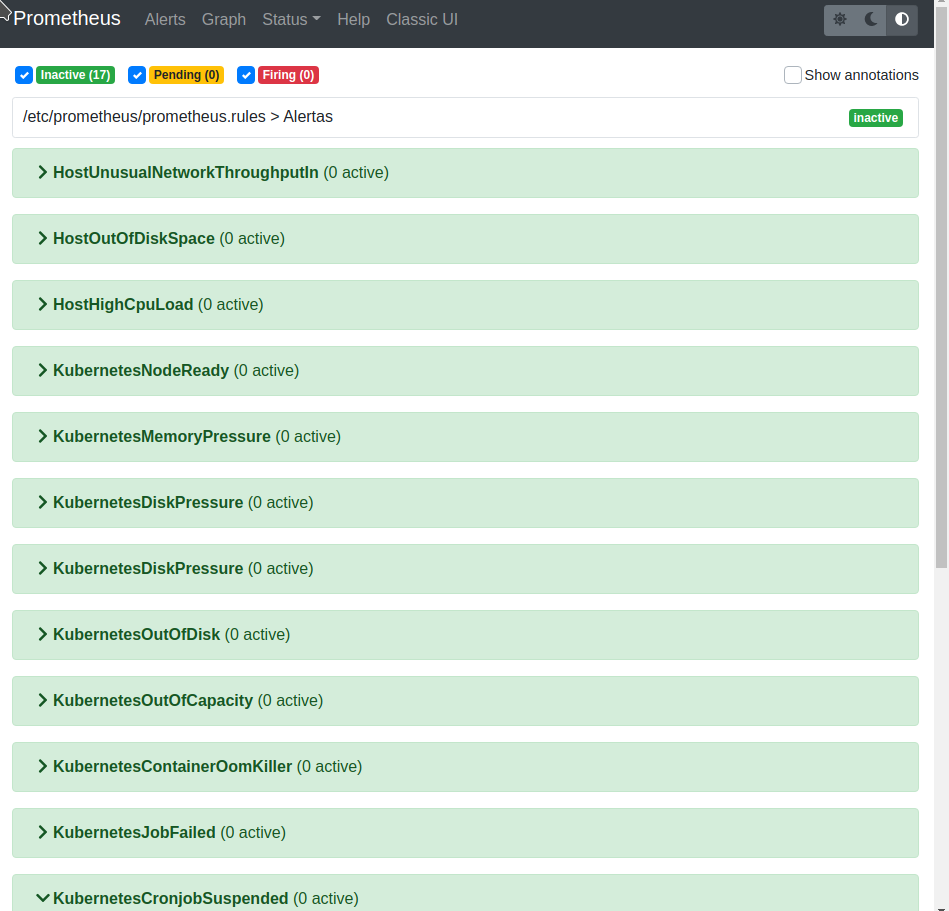 Prometheus Alerts Graph Status Help Classic UI
Inactive (17) Pending (0) Firing (0) Show annotations
/etc/prometheus/prometheus.rules > Alertas inactive
HostUnusualNetworkThroughputIn (0 active)
HostOutOfDiskSpace (0 active)
HostHighCpuLoad (0 active)
KubernetesNodeReady (0 active)
KubernetesMemoryPressure (0 active)
KubernetesDiskPressure (0 active)
KubernetesDiskPressure (0 active)
KubernetesOutOfDisk (0 active)
KubernetesOutOfCapacity (0 active)
KubernetesContainerOomKiller (0 active)
KubernetesJobFailed (0 active)
KubernetesCronjobSuspended (0 active)